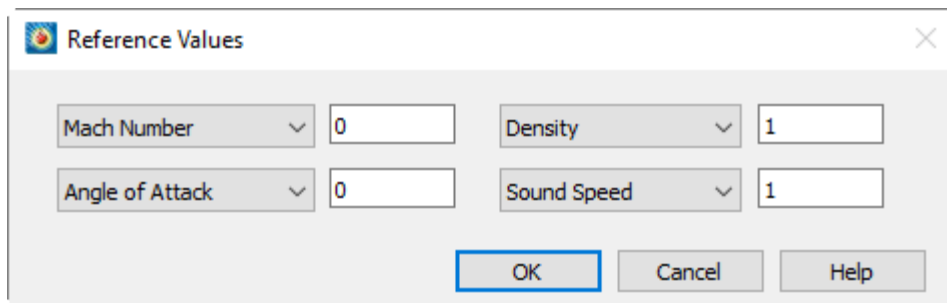 Reference Values
Mach Number 0 Density 1
Angle of Attack 0 Sound Speed 1
OK Cancel Help